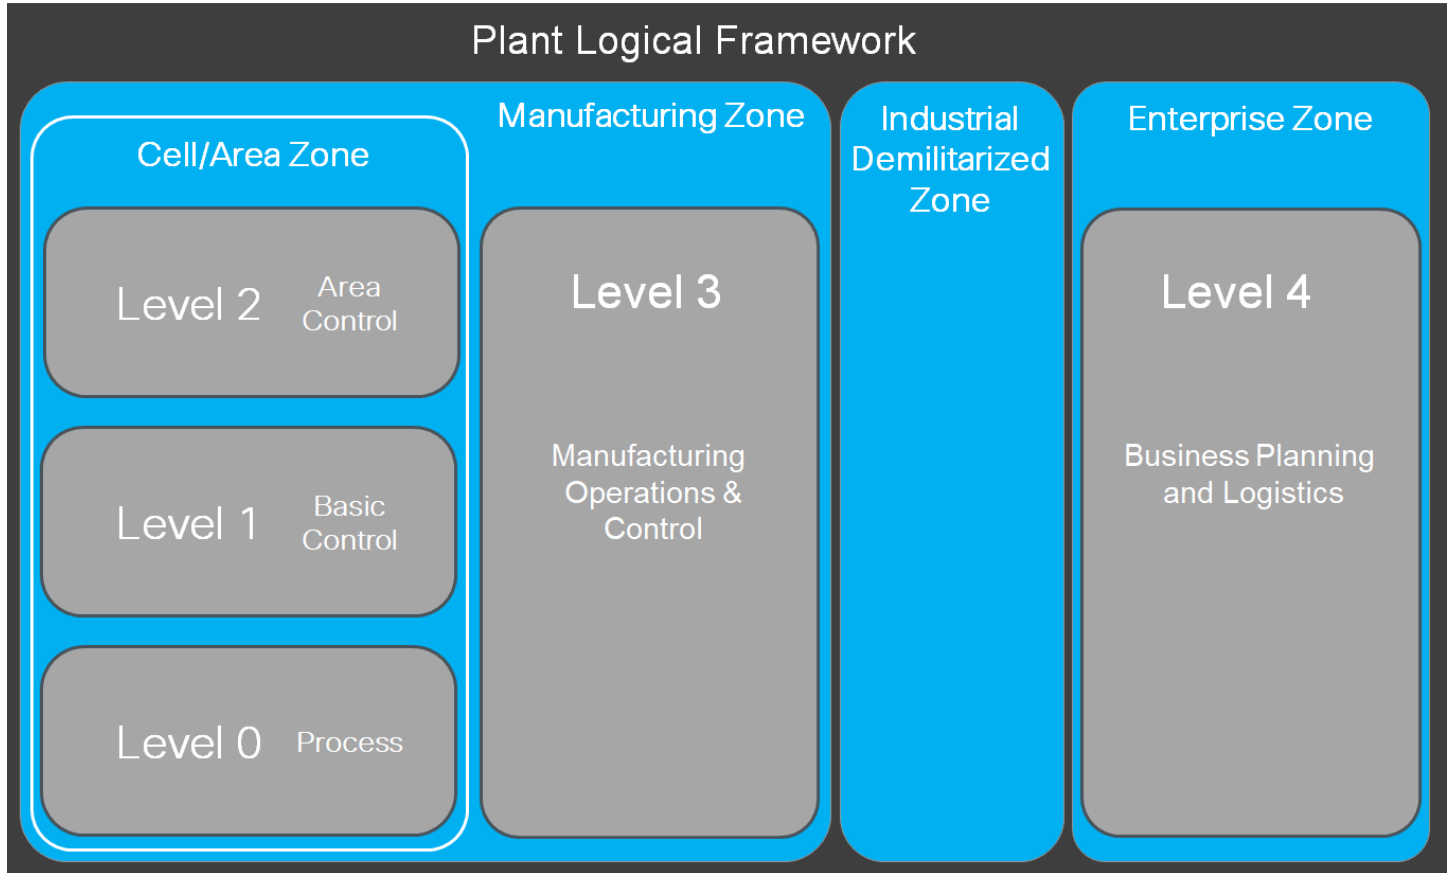 Plant Logical Framework
Manufacturing Zone
Cell/Area Zone
Level 2
Area
Control
Level 1
Basic
Control
Level 0
Process
Level 3
Manufacturing
Operations &
Control
Industrial
Demilitarized
Zone
Enterprise Zone
Level 4
Business Planning
and Logistics